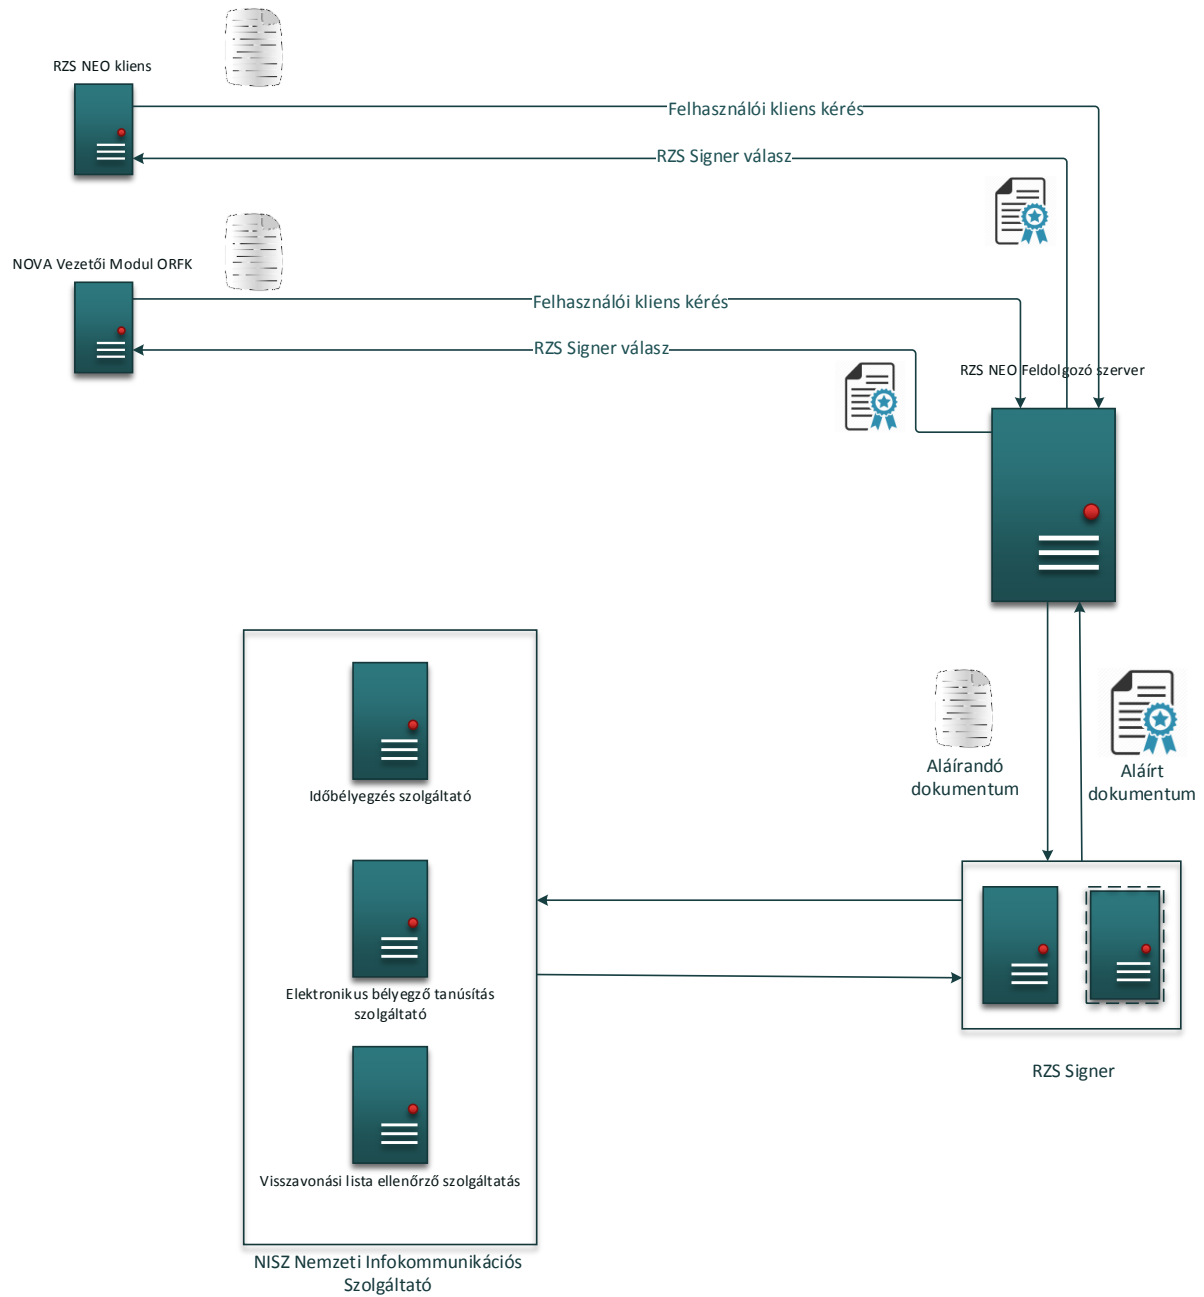 RZS NEO kliens
Felhasználói kliens kérés
RZS Signer válasz
NOVA Vezetői Modul ORFK
Felhasználói kliens kérés
RZS Signer válasz
RZS NEO Feldolgozó szerver
Aláírandó
dokumentum
Aláírt
dokumentum
Időbélyegzés szolgáltató
Elektronikus bélyegző tanúsítás
szolgáltató
RZS Signer
Visszavonási lista ellenőrző szolgáltatás
NISZ Nemzeti Infokommunikációs
Szolgáltató